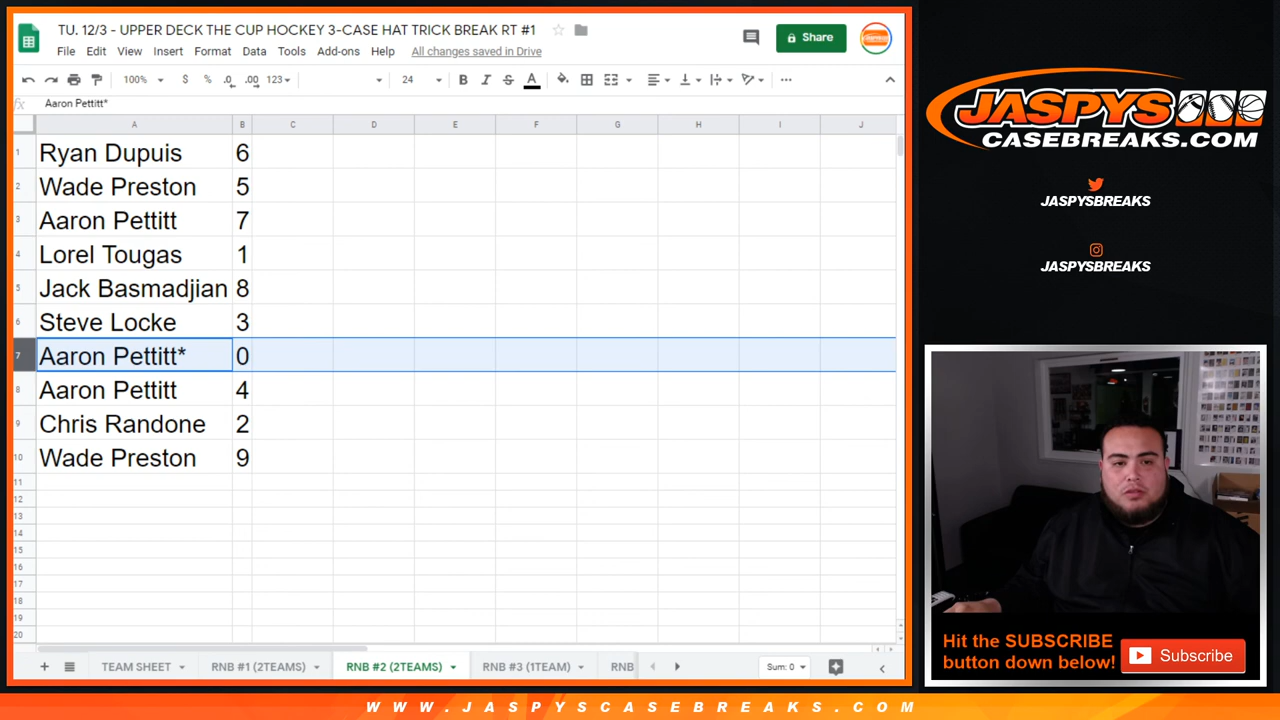 TU. 12/3 - UPPER DECK THE CUP HOCKEY 3-CASE HAT TRICK BREAK RT #1
Share
File Edit View Insert Format Data Tools Add-ons Help All changes saved in Drive
100% $ % .0 .00 123 24 B I S A
fx Aaron Pettitt*
A B C D E F G H I J
1 Ryan Dupuis 6
2 Wade Preston 5
3 Aaron Pettitt 7
4 Lorel Tougas 1
5 Jack Basmadjian 8
6 Steve Locke 3
7 Aaron Pettitt* 0
8 Aaron Pettitt 4
9 Chris Randone 2
10 Wade Preston 9
11
12
13
14
15
16
17
18
19
20
TEAM SHEET RNB #1 (2TEAMS) RNB #2 (2TEAMS) RNB #3 (1TEAM) RNB Sum: 0
JASPYS
CASEBREAKS.COM
JASPYSBREAKS
JASPYSBREAKS
Hit the SUBSCRIBE
button down below!
Subscribe
WWW.JASPYSCASEBREAKS.COM